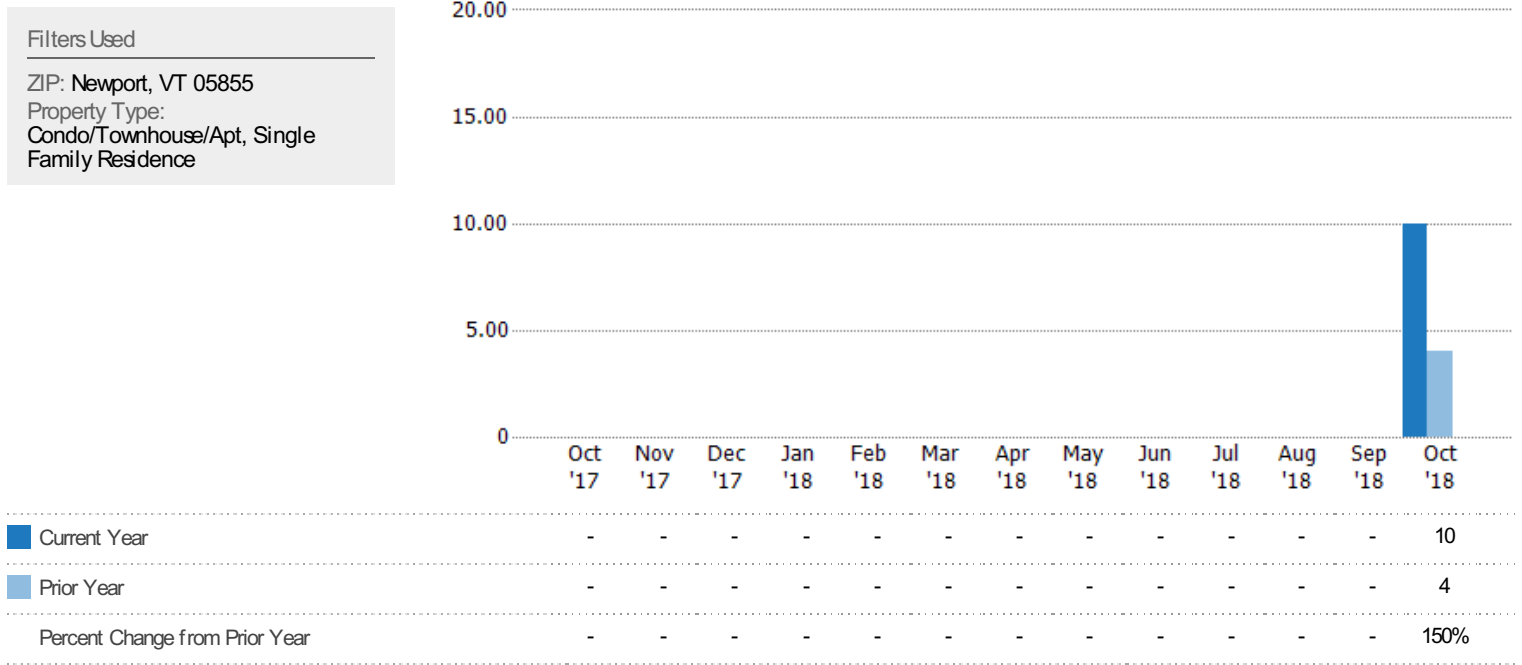 Filters Used
ZIP: Newport, VT 05855
Property Type:
Condo/Townhouse/Apt, Single
Family Residence
20.00
15.00
10.00
5.00
0
Oct '17 Nov '17 Dec '17 Jan '18 Feb '18 Mar '18 Apr '18 May '18 Jun '18 Jul '18 Aug '18 Sep '18 Oct '18
Current Year - - - - - - - - - - - - 10
Prior Year - - - - - - - - - - - - 4
Percent Change from Prior Year - - - - - - - - - - - - 150%